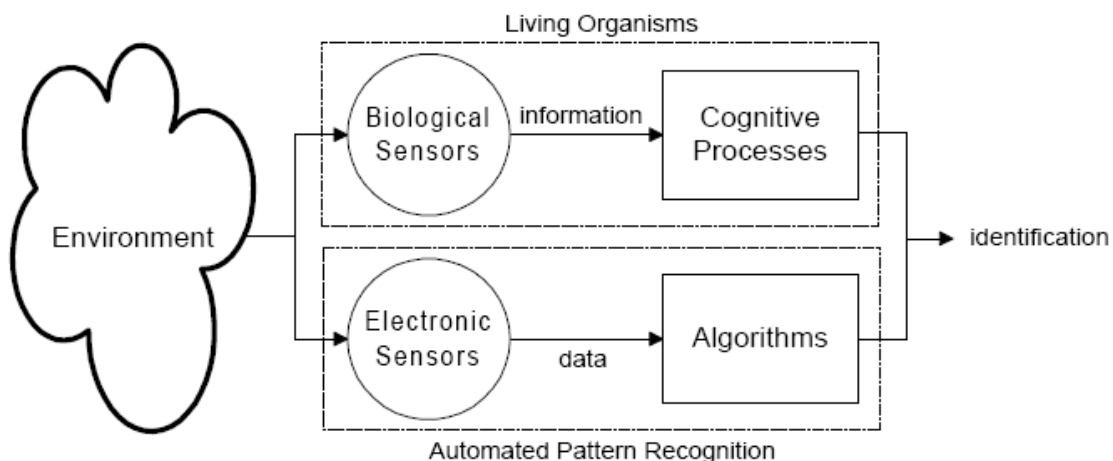 Living Organisms
Biological
Sensors
information
Cognitive
Processes
Environment
identification
Electronic
Sensors
data
Algorithms
Automated Pattern Recognition